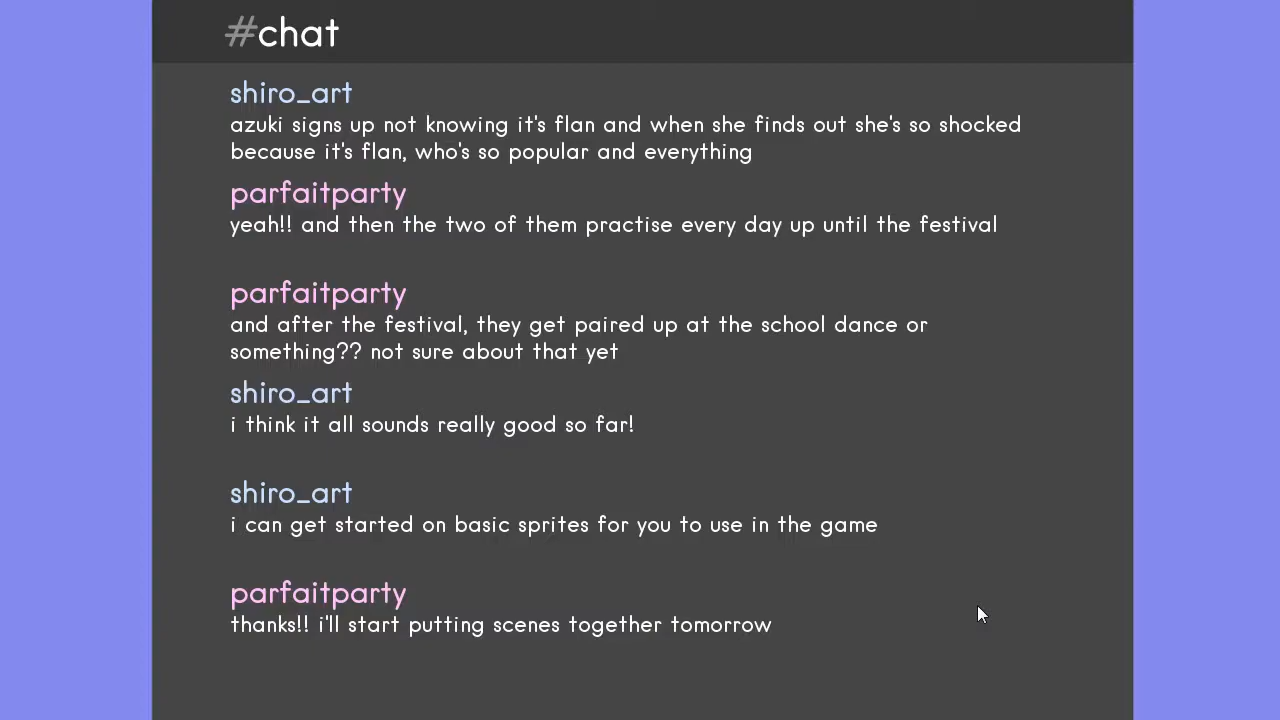 #chat
shiro_art
azuki signs up not knowing it's flan and when she finds out she's so shocked
because it's flan, who's so popular and everything
parfaitparty
yeah!! and then the two of them practise every day up until the festival
parfaitparty
and after the festival, they get paired up at the school dance or
something?? not sure about that yet
shiro_art
i think it all sounds really good so far!
shiro_art
i can get started on basic sprites for you to use in the game
parfaitparty
thanks!! i'll start putting scenes together tomorrow